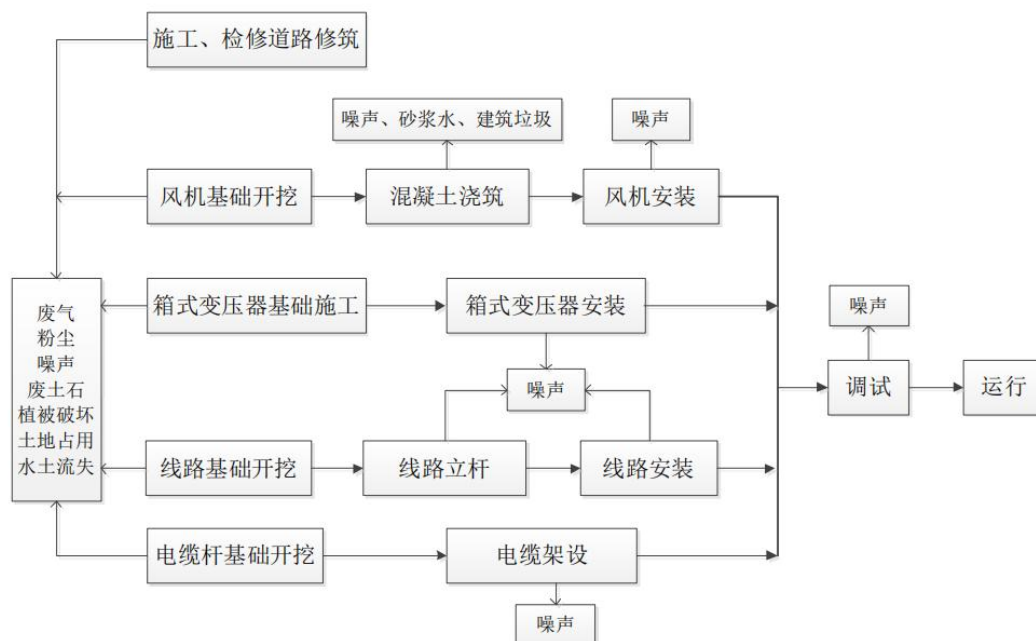 施工、检修道路修筑
噪声、砂浆水、建筑垃圾
噪声
风机基础开挖
混凝土浇筑
风机安装
废气
粉尘
噪声
废土石
植被破坏
土地占用
水土流失
箱式变压器基础施工
箱式变压器安装
噪声
噪声
调试
运行
线路基础开挖
线路立杆
线路安装
电缆杆基础开挖
电缆架设
噪声